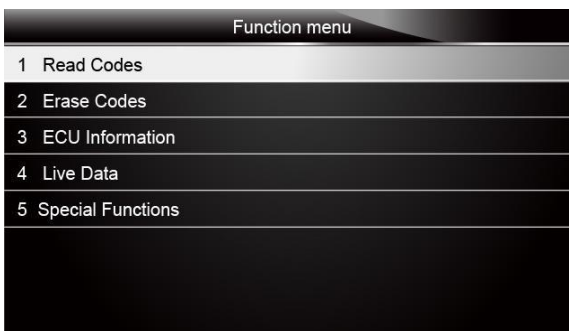 Function menu
1 Read Codes
2 Erase Codes
3 ECU Information
4 Live Data
5 Special Functions